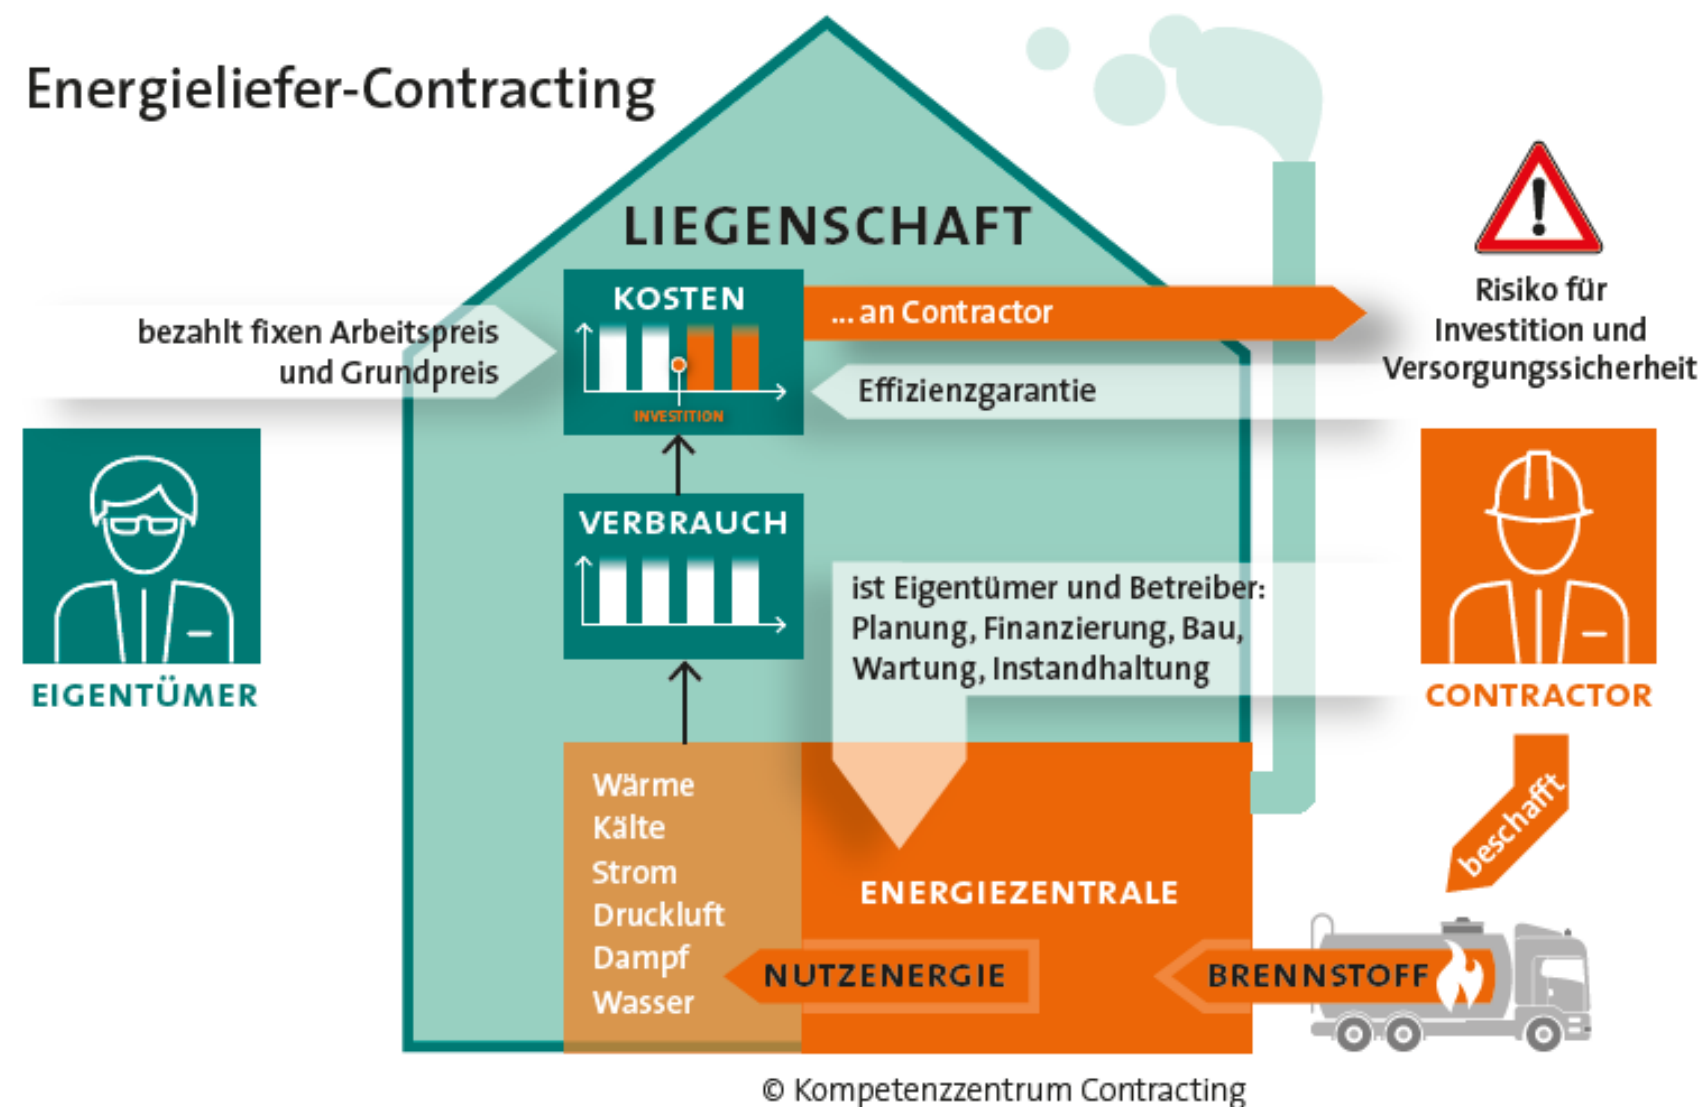 Energieliefer-Contracting
LIEGENSCHAFT
KOSTEN
INVESTITION
bezahlt fixen Arbeitspreis
und Grundpreis
... an Contractor
Effizienzgarantie
Risiko für
Investition und
Versorgungssicherheit
EIGENTÜMER
VERBRAUCH
ist Eigentümer und Betreiber:
Planung, Finanzierung, Bau,
Wartung, Instandhaltung
CONTRACTOR
beschafft
Wärme
Kälte
Strom
Druckluft
Dampf
Wasser
ENERGIEZENTRALE
NUTZENERGIE
BRENNSTOFF
© Kompetenzzentrum Contracting